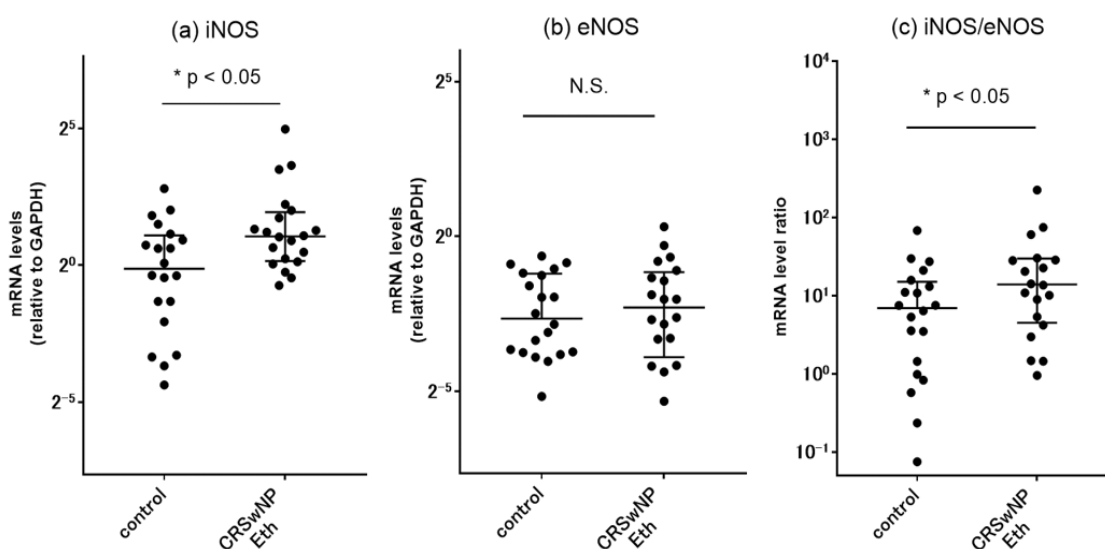 (a) iNOS
* p < 0.05
mRNA levels
(relative to GAPDH)
2⁵
2⁰
2⁻⁵
control
CRSwNP
Eth
(b) eNOS
N.S.
mRNA levels
(relative to GAPDH)
2⁵
2⁰
2⁻⁵
control
CRSwNP
Eth
(c) iNOS/eNOS
* p < 0.05
mRNA level ratio
10⁴
10³
10²
10¹
10⁰
10⁻¹
control
CRSwNP
Eth